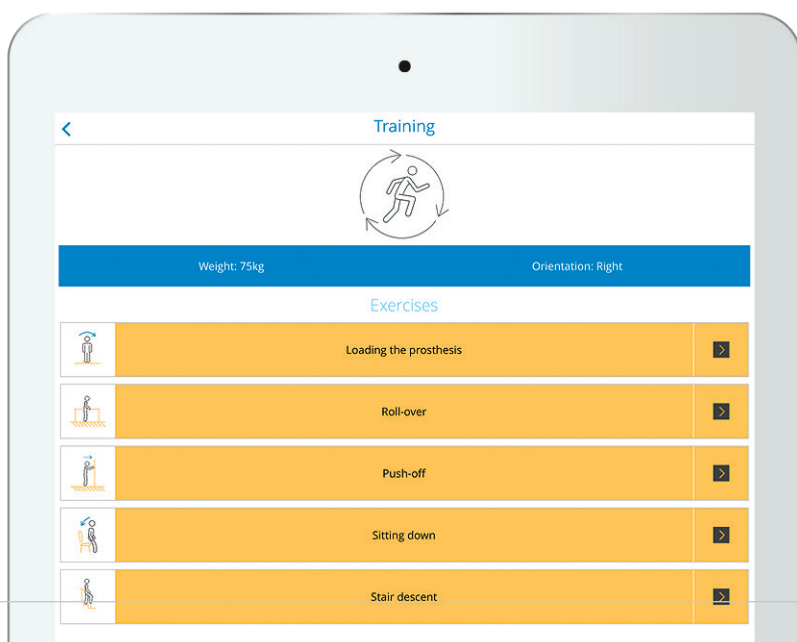 Training
Weight: 75kg
Orientation: Right
Exercises
Loading the prosthesis
Roll-over
Push-off
Sitting down
Stair descent